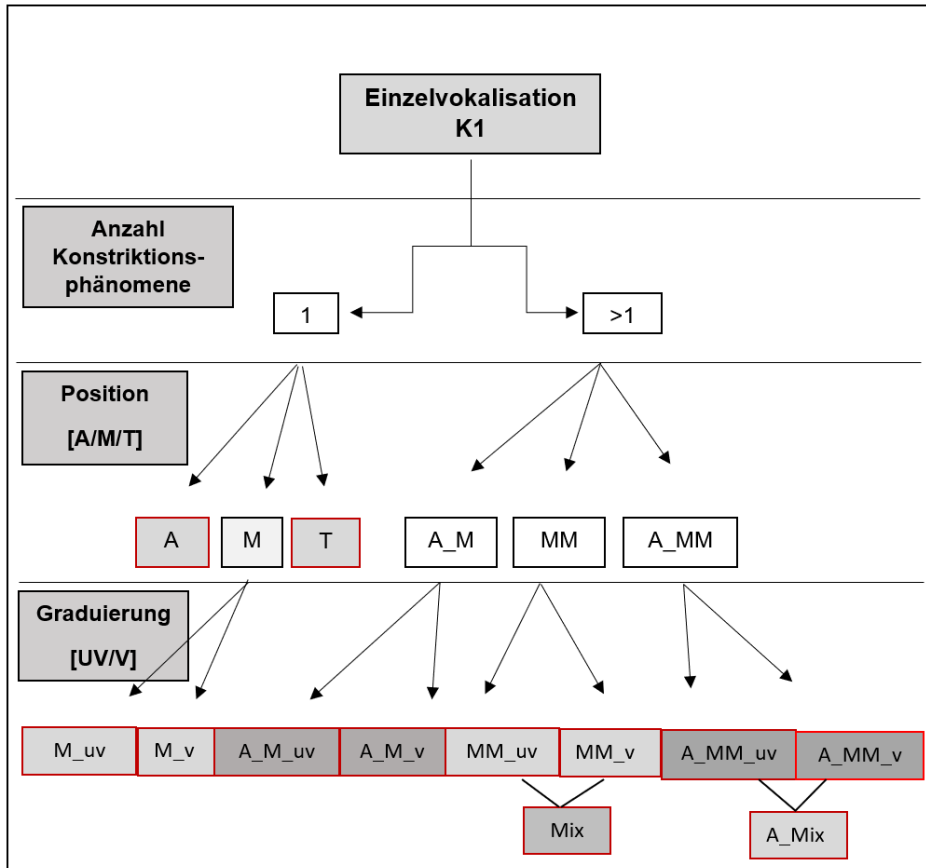 Einzelvokalisation
K1
Anzahl
Konstriktions-
phänomene
1
>1
Position
[A/M/T]
A
M
T
A_M
MM
A_MM
Graduierung
[UV/V]
M_uv
M_v
A_M_uv
A_M_v
MM_uv
MM_v
A_MM_uv
A_MM_v
Mix
A_Mix